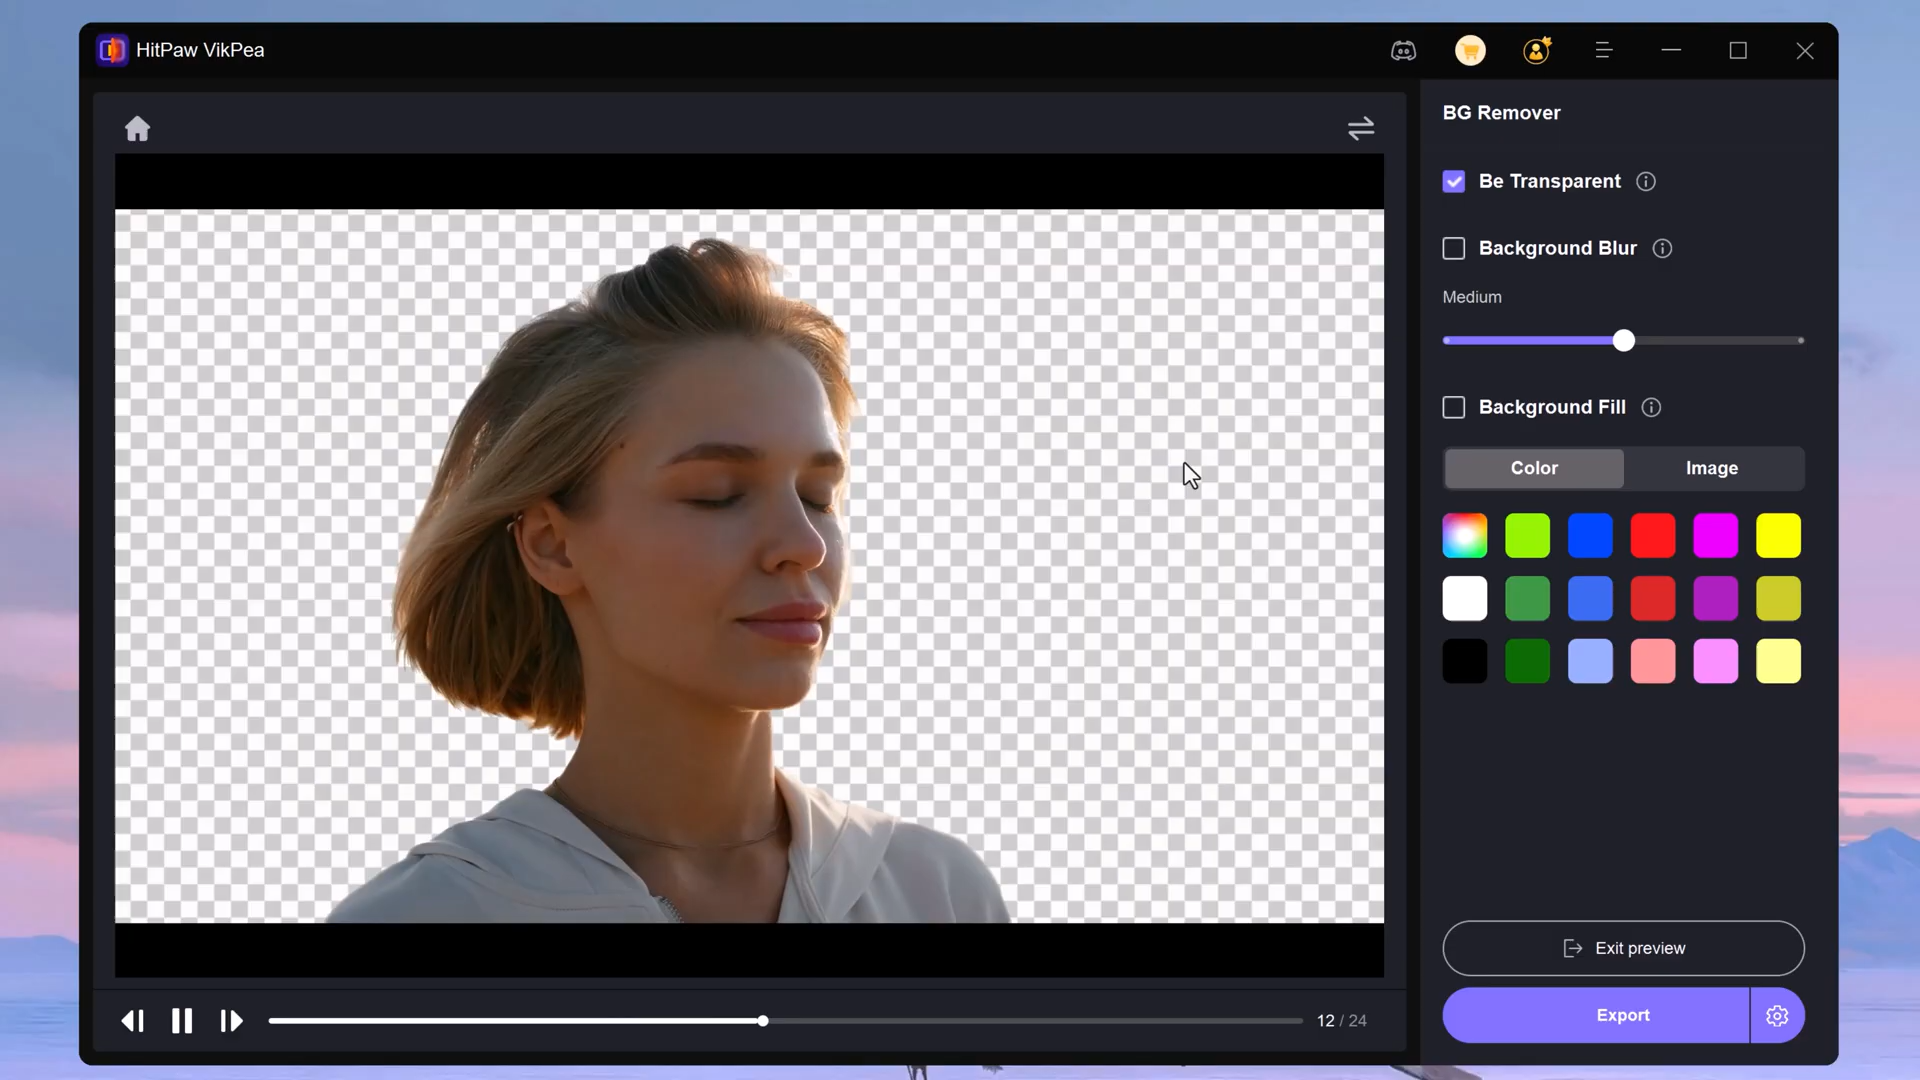 HitPaw VikPea
BG Remover
Be Transparent
Background Blur
Medium
Background Fill
Color
Image
Exit preview
Export
12 / 24